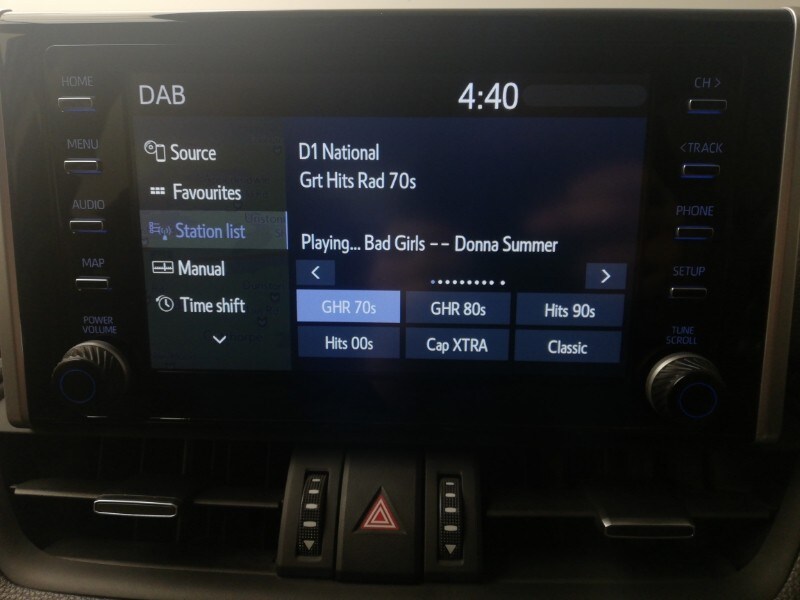 HOME
MENU
AUDIO
MAP
POWER
VOLUME
DAB
4:40
Source
Favourites
Station list
Manual
Time shift
D1 National
Grt Hits Rad 70s
Playing... Bad Girls -- Donna Summer
<
>
GHR 70s
GHR 80s
Hits 90s
Hits 00s
Cap XTRA
Classic
CH >
< TRACK
PHONE
SETUP
TUNE
SCROLL